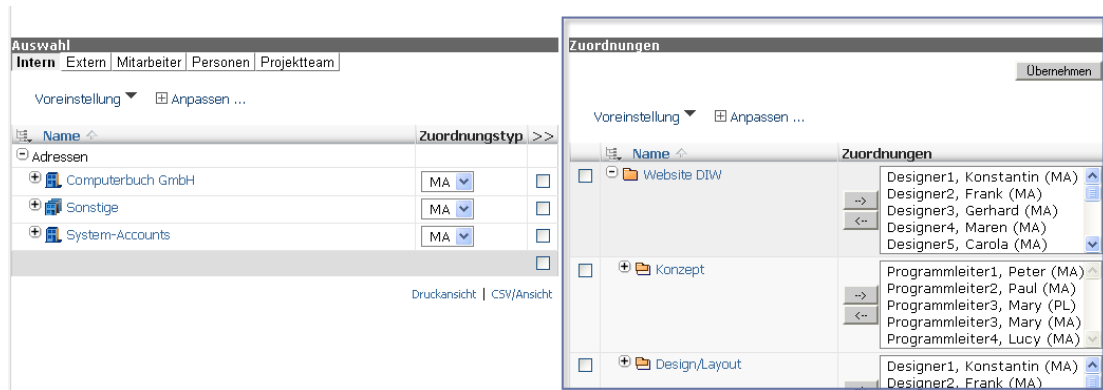 Auswahl
Intern Extern Mitarbeiter Personen Projektteam
Voreinstellung Anpassen ...
Name Zuordnungstyp >>
Adressen
Computerbuch GmbH MA
Sonstige MA
System-Accounts MA
Druckansicht | CSV/Ansicht
Zuordnungen
Übernehmen
Voreinstellung Anpassen ...
Name Zuordnungen
Website DIW
-->
<--
Designer1, Konstantin (MA)
Designer2, Frank (MA)
Designer3, Gerhard (MA)
Designer4, Maren (MA)
Designer5, Carola (MA)
Konzept
-->
<--
Programmleiter1, Peter (MA)
Programmleiter2, Paul (MA)
Programmleiter3, Mary (PL)
Programmleiter3, Mary (MA)
Programmleiter4, Lucy (MA)
Design/Layout
Designer1, Konstantin (MA)
Designer2, Frank (MA)